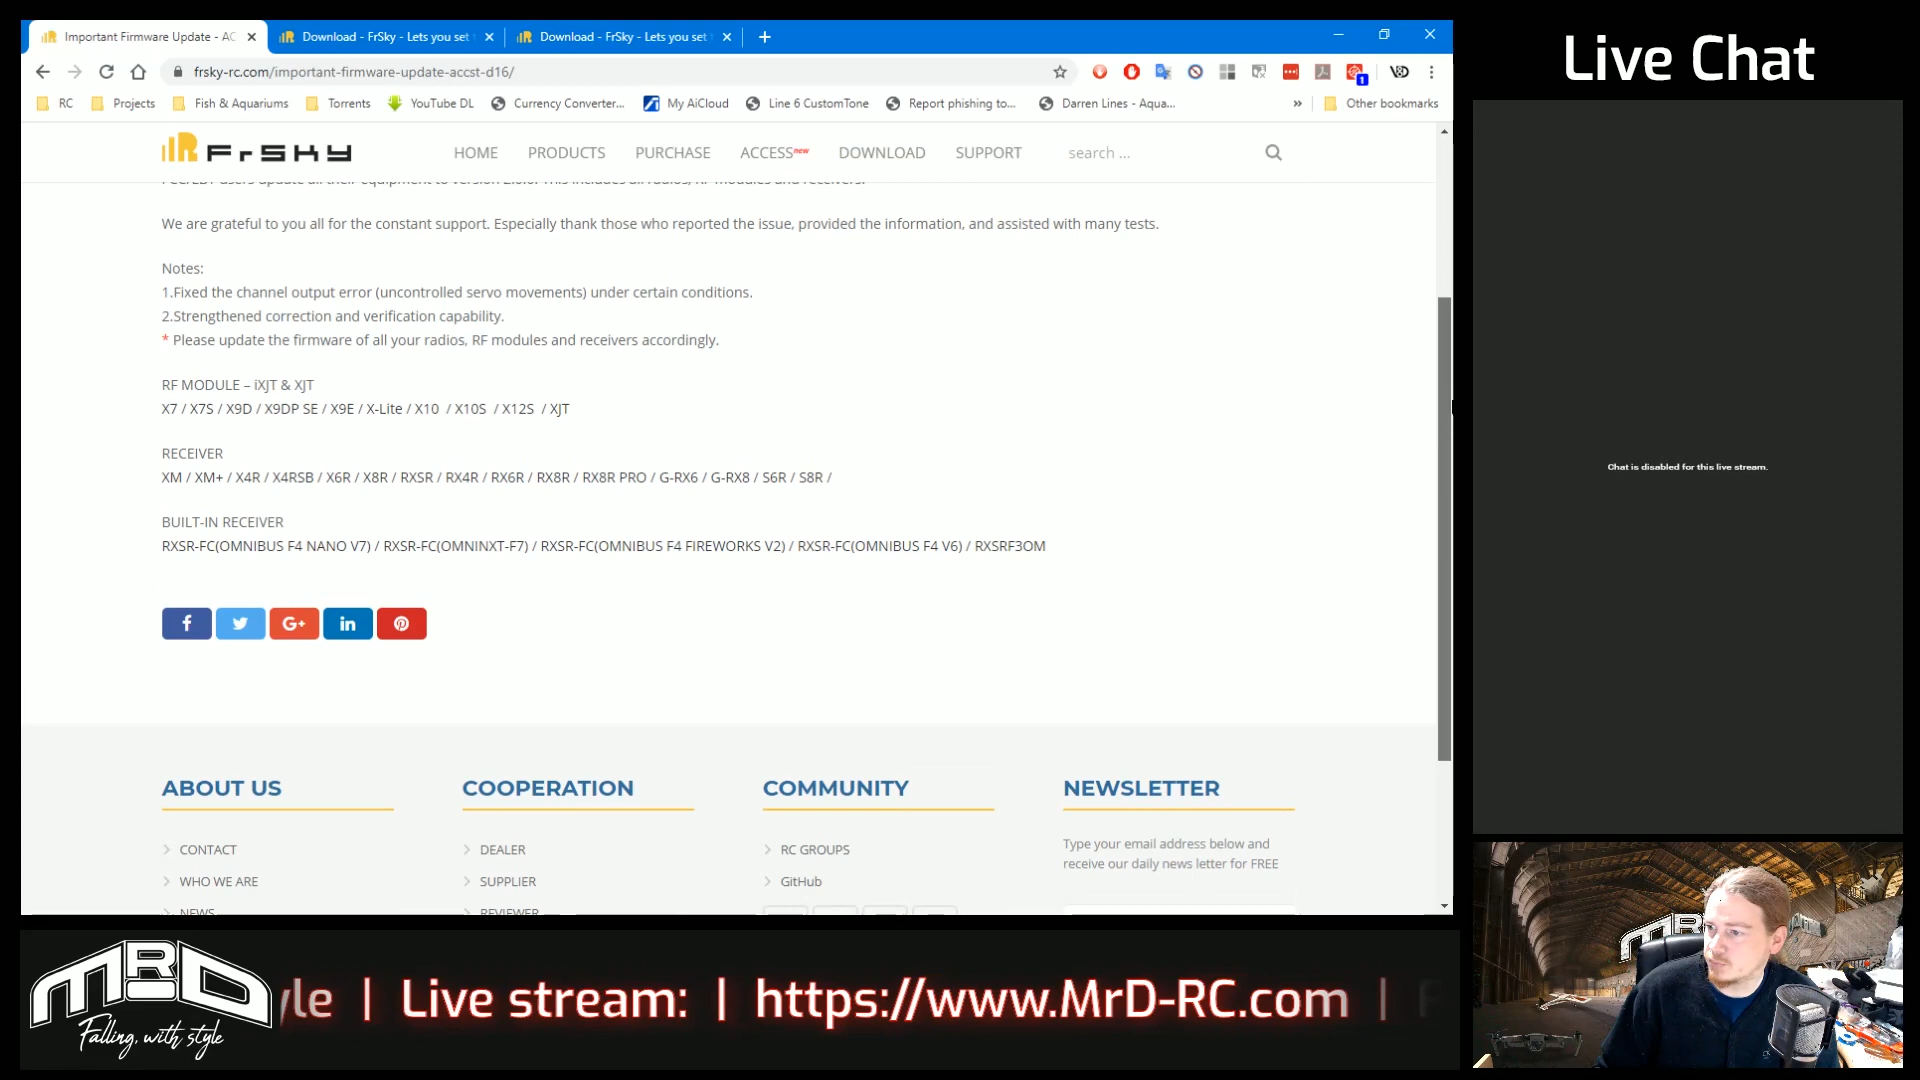 Important Firmware Update - AC
Download - FrSky - Lets you set
Download - FrSky - Lets you set
frsky-rc.com/important-firmware-update-accst-d16/
1
RC
Projects
Fish & Aquariums
Torrents
YouTube DL
Currency Converter...
My AiCloud
Line 6 CustomTone
Report phishing to...
Darren Lines - Aqua...
»
Other bookmarks
FrSKY
HOME
PRODUCTS
PURCHASE
ACCESS new
DOWNLOAD
SUPPORT
search ...
We are grateful to you all for the constant support. Especially thank those who reported the issue, provided the information, and assisted with many tests.
Notes:
1.Fixed the channel output error (uncontrolled servo movements) under certain conditions.
2.Strengthened correction and verification capability.
* Please update the firmware of all your radios, RF modules and receivers accordingly.
RF MODULE – iXJT & XJT
X7 / X7S / X9D / X9DP SE / X9E / X-Lite / X10 / X10S / X12S / XJT
RECEIVER
XM / XM+ / X4R / X4RSB / X6R / X8R / RXSR / RX4R / RX6R / RX8R / RX8R PRO / G-RX6 / G-RX8 / S6R / S8R /
BUILT-IN RECEIVER
RXSR-FC(OMNIBUS F4 NANO V7) / RXSR-FC(OMNINXT-F7) / RXSR-FC(OMNIBUS F4 FIREWORKS V2) / RXSR-FC(OMNIBUS F4 V6) / RXSRF3OM
f
G+
in
ABOUT US
CONTACT
WHO WE ARE
NEWS
COOPERATION
DEALER
SUPPLIER
REVIEWER
COMMUNITY
RC GROUPS
GitHub
NEWSLETTER
Type your email address below and
receive our daily news letter for FREE
Live Chat
Chat is disabled for this live stream.
MRD
Falling, with style
yle | Live stream: | https://www.MrD-RC.com |